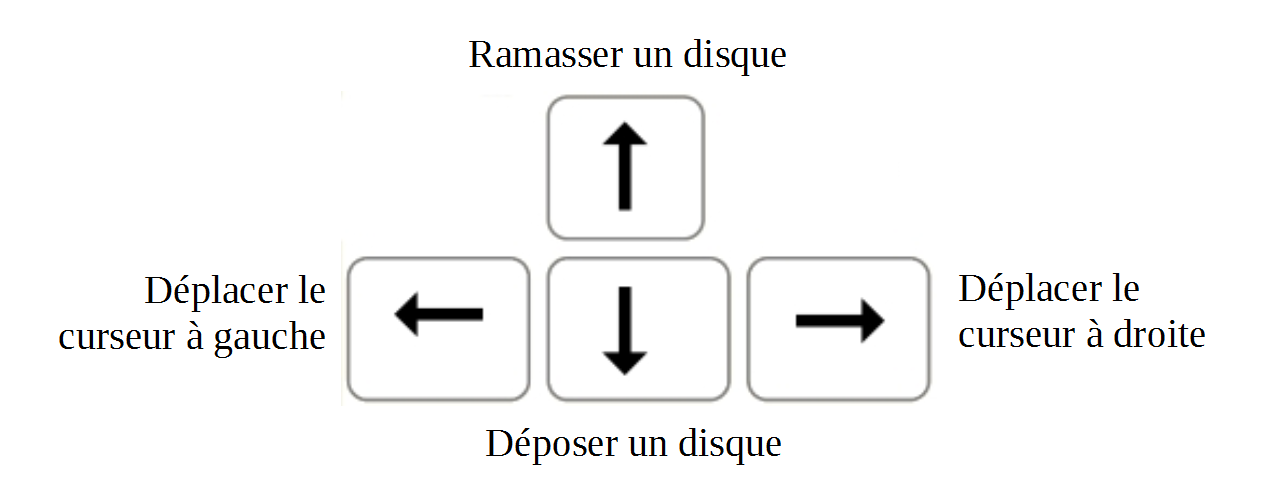 Ramasser un disque
Déplacer le
curseur à gauche
Déplacer le
curseur à droite
Déposer un disque